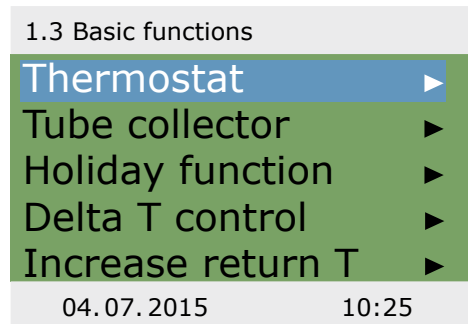 1.3 Basic functions
Thermostat ►
Tube collector ►
Holiday function ►
Delta T control ►
Increase return T ►
04.07.2015 10:25